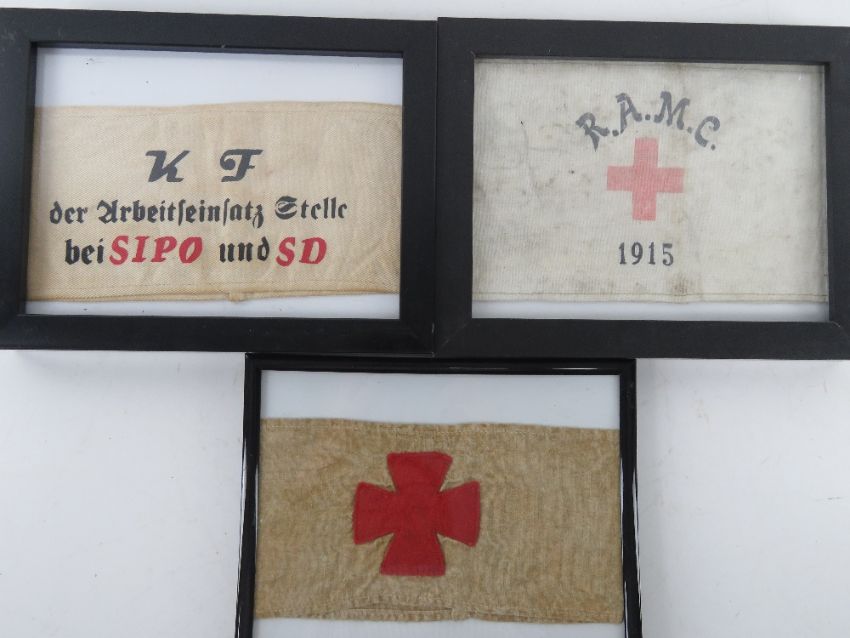 K F
der Arbeitseinsatz Stelle
bei SIPO und SD
R.A.M.C.
1915